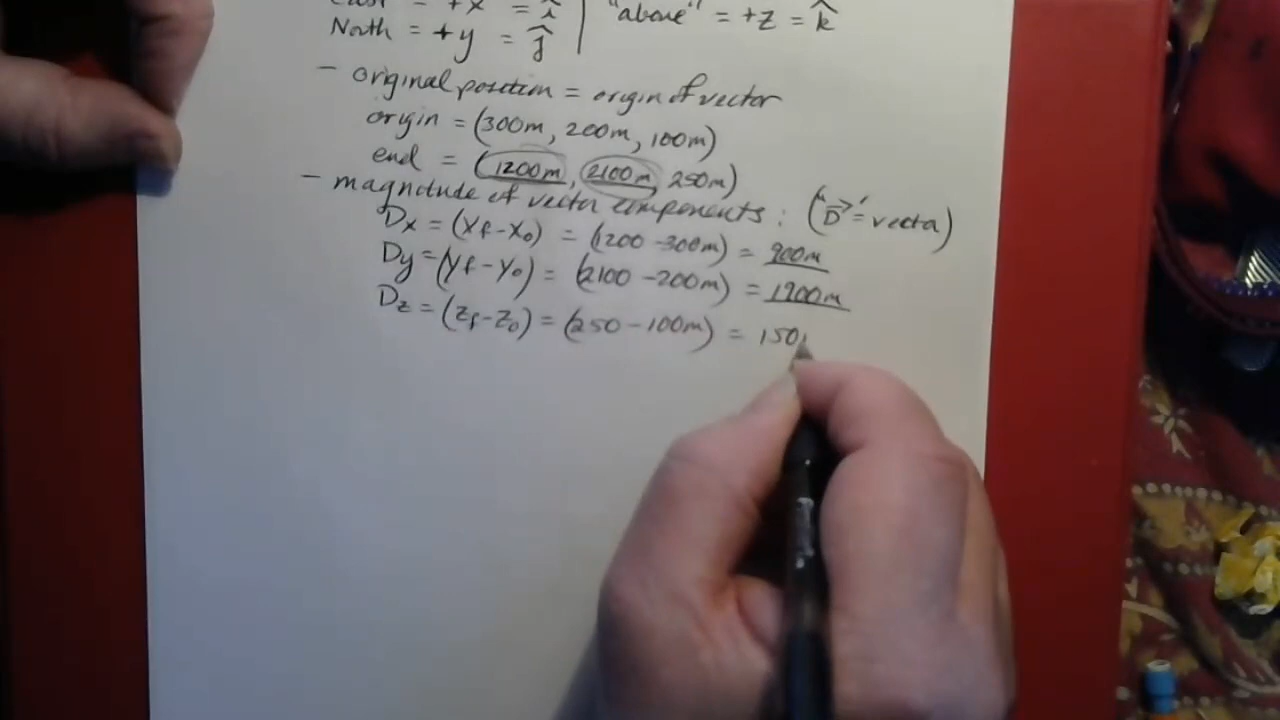 East = +x = î | "above" = +z = k̂
North = +y = ĵ
- original position = origin of vector
origin = (300m, 200m, 100m)
end = (1200m, 2100m, 250m)
- magnitude of vector components : ("D⃗" = vector)
Dx = (xf-x₀) = (1200 -300m) = 900m
Dy = (yf-y₀) = (2100 -200m) = 1900m
Dz = (zf-z₀) = (250 -100m) = 150